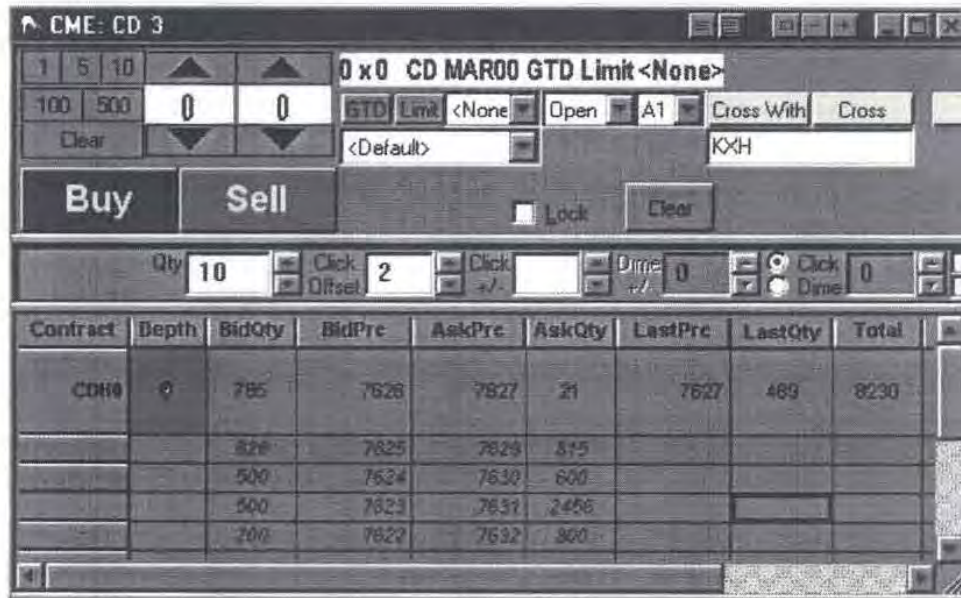 CME: CD 3
1 5 10
100 500
Clear
0 0
0 x 0 CD MAR00 GTD Limit <None>
GTD Limit <None Open A1 Cross With Cross
<Default> KXH
Buy Sell Lock Clear
Qty 10 Click Offset 2 Click +/- Dime +/- 0 Click Dime 0
Contract Depth BidQty BidPrc AskPrc AskQty LastPrc LastQty Total
CDH0 785 7626 7627 21 7627 489 8230
826 7625 7629 815
500 7624 7630 600
500 7623 7631 2456
200 7622 7632 800